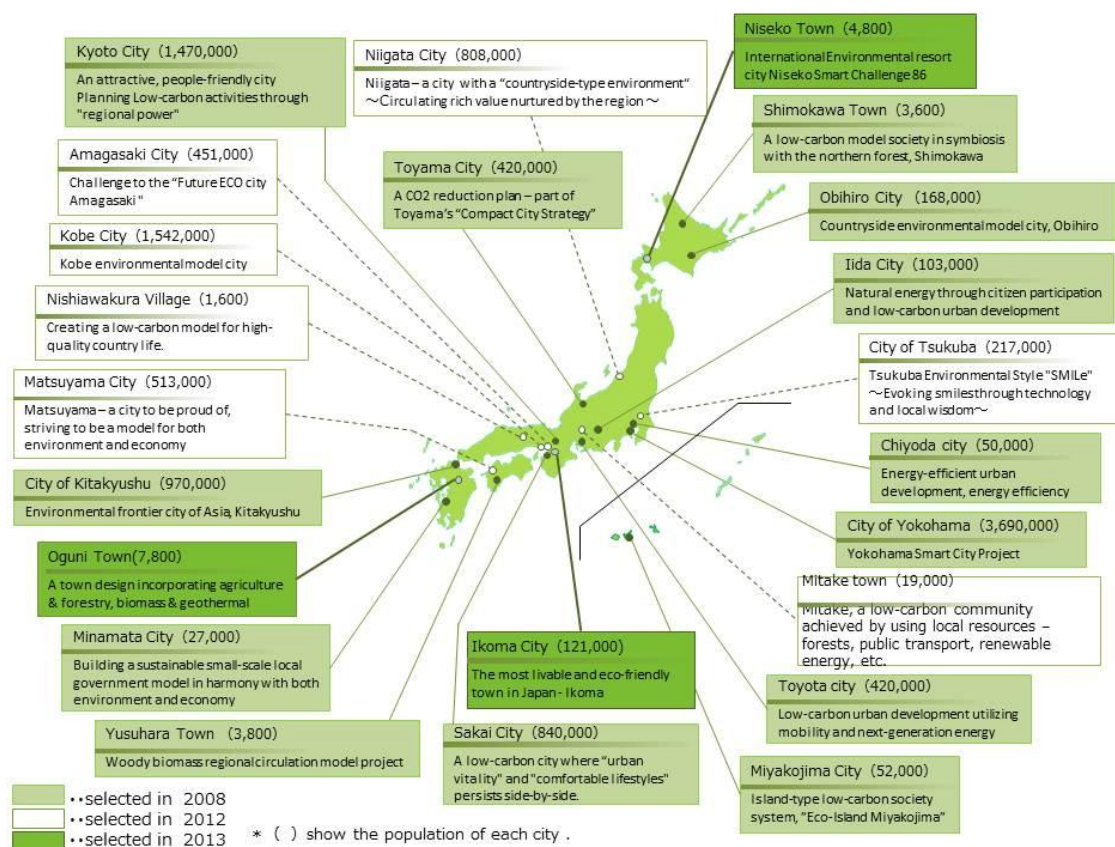 Kyoto City (1,470,000)
An attractive, people-friendly city
Planning Low-carbon activities through
"regional power"
Amagasaki City (451,000)
Challenge to the "Future ECO city
Amagasaki"
Kobe City (1,542,000)
Kobe environmental model city
Nishiawakura Village (1,600)
Creating a low-carbon model for high-
quality country life.
Matsuyama City (513,000)
Matsuyama – a city to be proud of,
striving to be a model for both
environment and economy
City of Kitakyushu (970,000)
Environmental frontier city of Asia, Kitakyushu
Oguni Town(7,800)
A town design incorporating agriculture
& forestry, biomass & geothermal
Minamata City (27,000)
Building a sustainable small-scale local
government model in harmony with both
environment and economy
Yusuhara Town (3,800)
Woody biomass regional circulation model project
Niigata City (808,000)
Niigata – a city with a "countryside-type environment"
~Circulating rich value nurtured by the region~
Toyama City (420,000)
A CO2 reduction plan – part of
Toyama's "Compact City Strategy"
Niseko Town (4,800)
International Environmental resort
city Niseko Smart Challenge 86
Shimokawa Town (3,600)
A low-carbon model society in symbiosis
with the northern forest, Shimokawa
Obihiro City (168,000)
Countryside environmental model city, Obihiro
Iida City (103,000)
Natural energy through citizen participation
and low-carbon urban development
City of Tsukuba (217,000)
Tsukuba Environmental Style "SMILe"
~Evoking smilesthrough technology
and local wisdom~
Chiyoda city (50,000)
Energy-efficient urban
development, energy efficiency
City of Yokohama (3,690,000)
Yokohama Smart City Project
Mitake town (19,000)
Mitake, a low-carbon community
achieved by using local resources –
forests, public transport, renewable
energy, etc.
Toyota city (420,000)
Low-carbon urban development utilizing
mobility and next-generation energy
Miyakojima City (52,000)
Island-type low-carbon society
system, "Eco-Island Miyakojima"
Ikoma City (121,000)
The most livable and eco-friendly
town in Japan - Ikoma
Sakai City (840,000)
A low-carbon city where "urban
vitality" and "comfortable lifestyles"
persists side-by-side.
··selected in 2008
··selected in 2012
··selected in 2013
* ( ) show the population of each city .